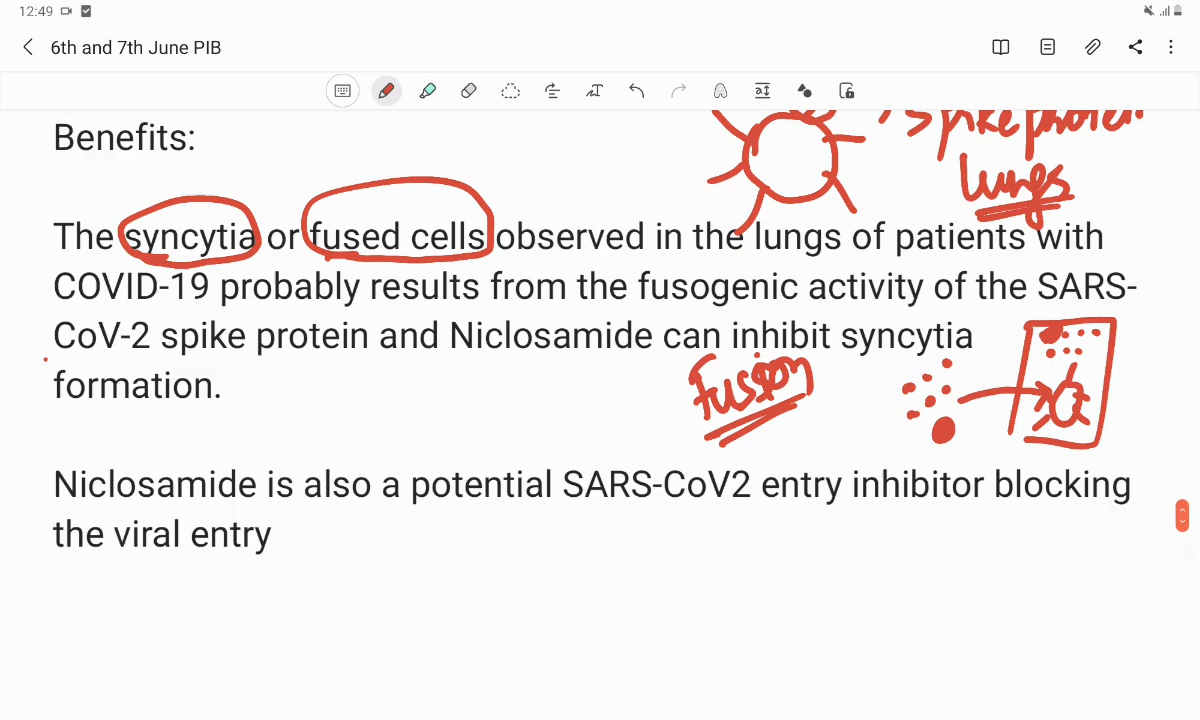 12:49
6th and 7th June PIB
Benefits:
spike protein
lungs
The syncytia or fused cells observed in the lungs of patients with
COVID-19 probably results from the fusogenic activity of the SARS-
CoV-2 spike protein and Niclosamide can inhibit syncytia
formation.
Fusion
Niclosamide is also a potential SARS-CoV2 entry inhibitor blocking
the viral entry